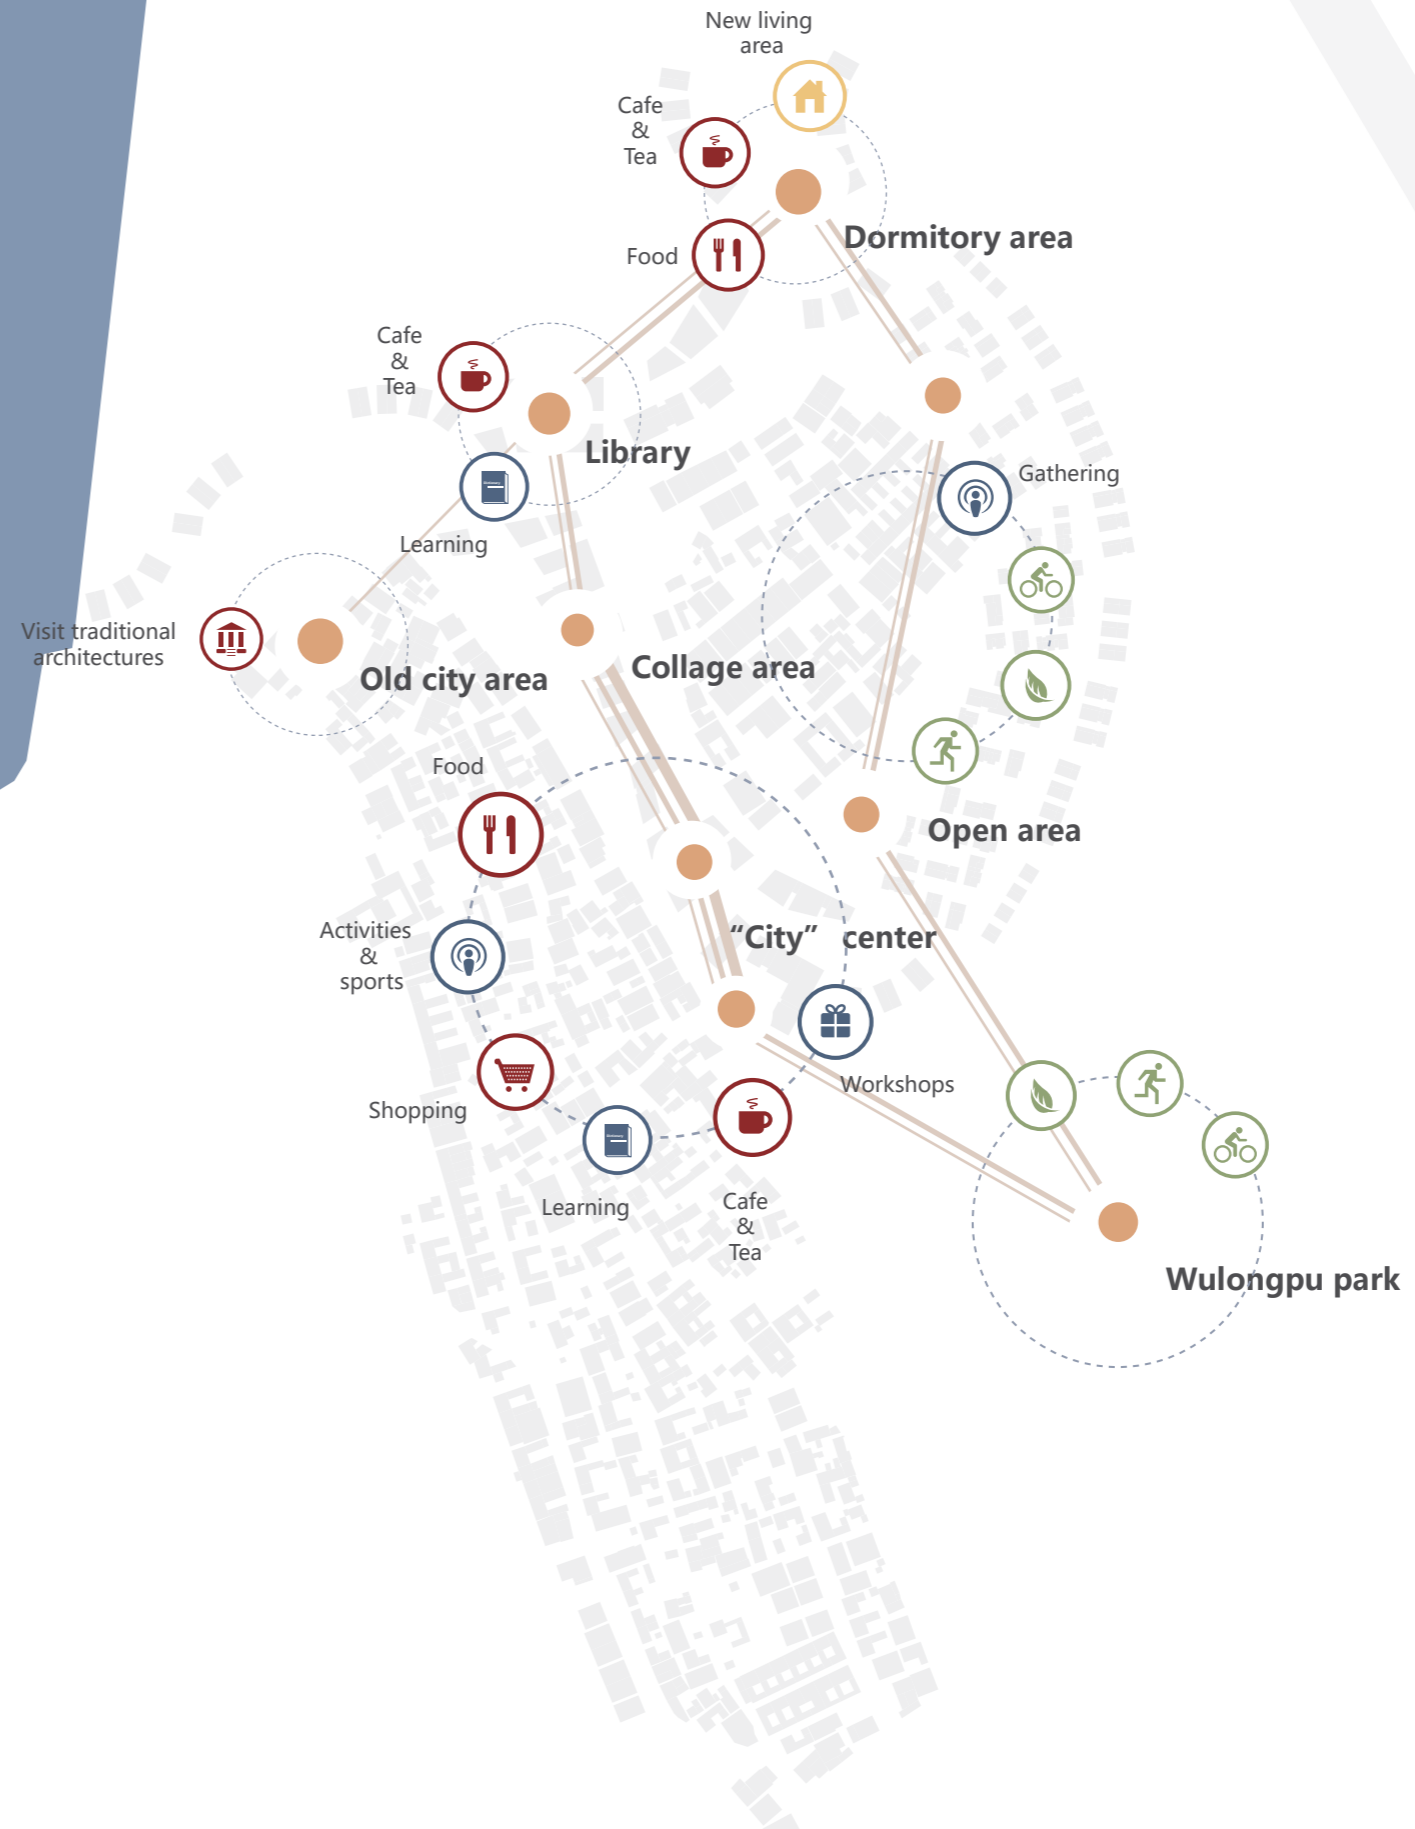 New living
area
Cafe
&
Tea
Dormitory area
Food
Cafe
&
Tea
Library
Gathering
Learning
Visit traditional
architectures
Old city area
Collage area
Food
Open area
Activities
&
sports
“City” center
Workshops
Shopping
Learning
Cafe
&
Tea
Wulongpu park